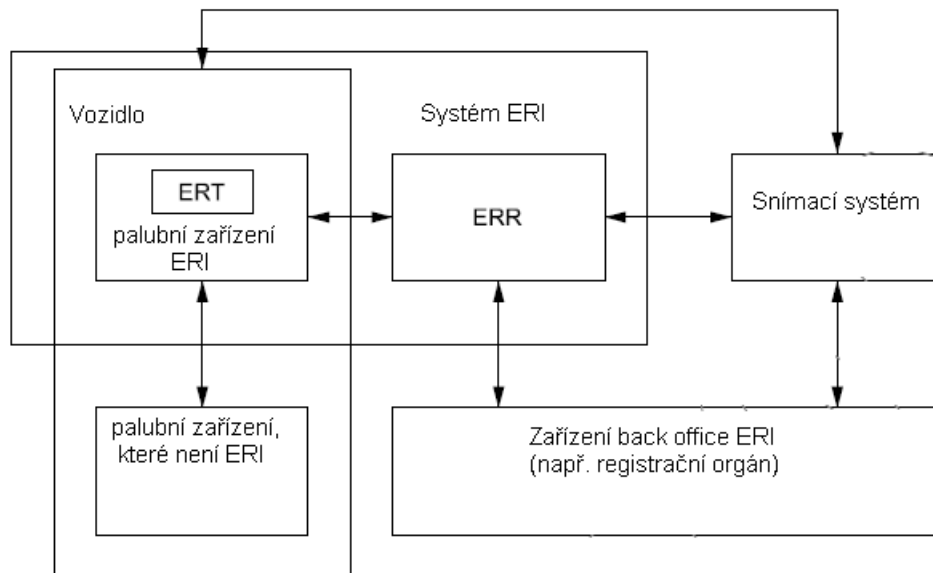 Vozidlo
Systém ERI
ERT
palubní zařízení
ERI
ERR
Snímací systém
palubní zařízení,
které není ERI
Zařízení back office ERI
(např. registrační orgán)